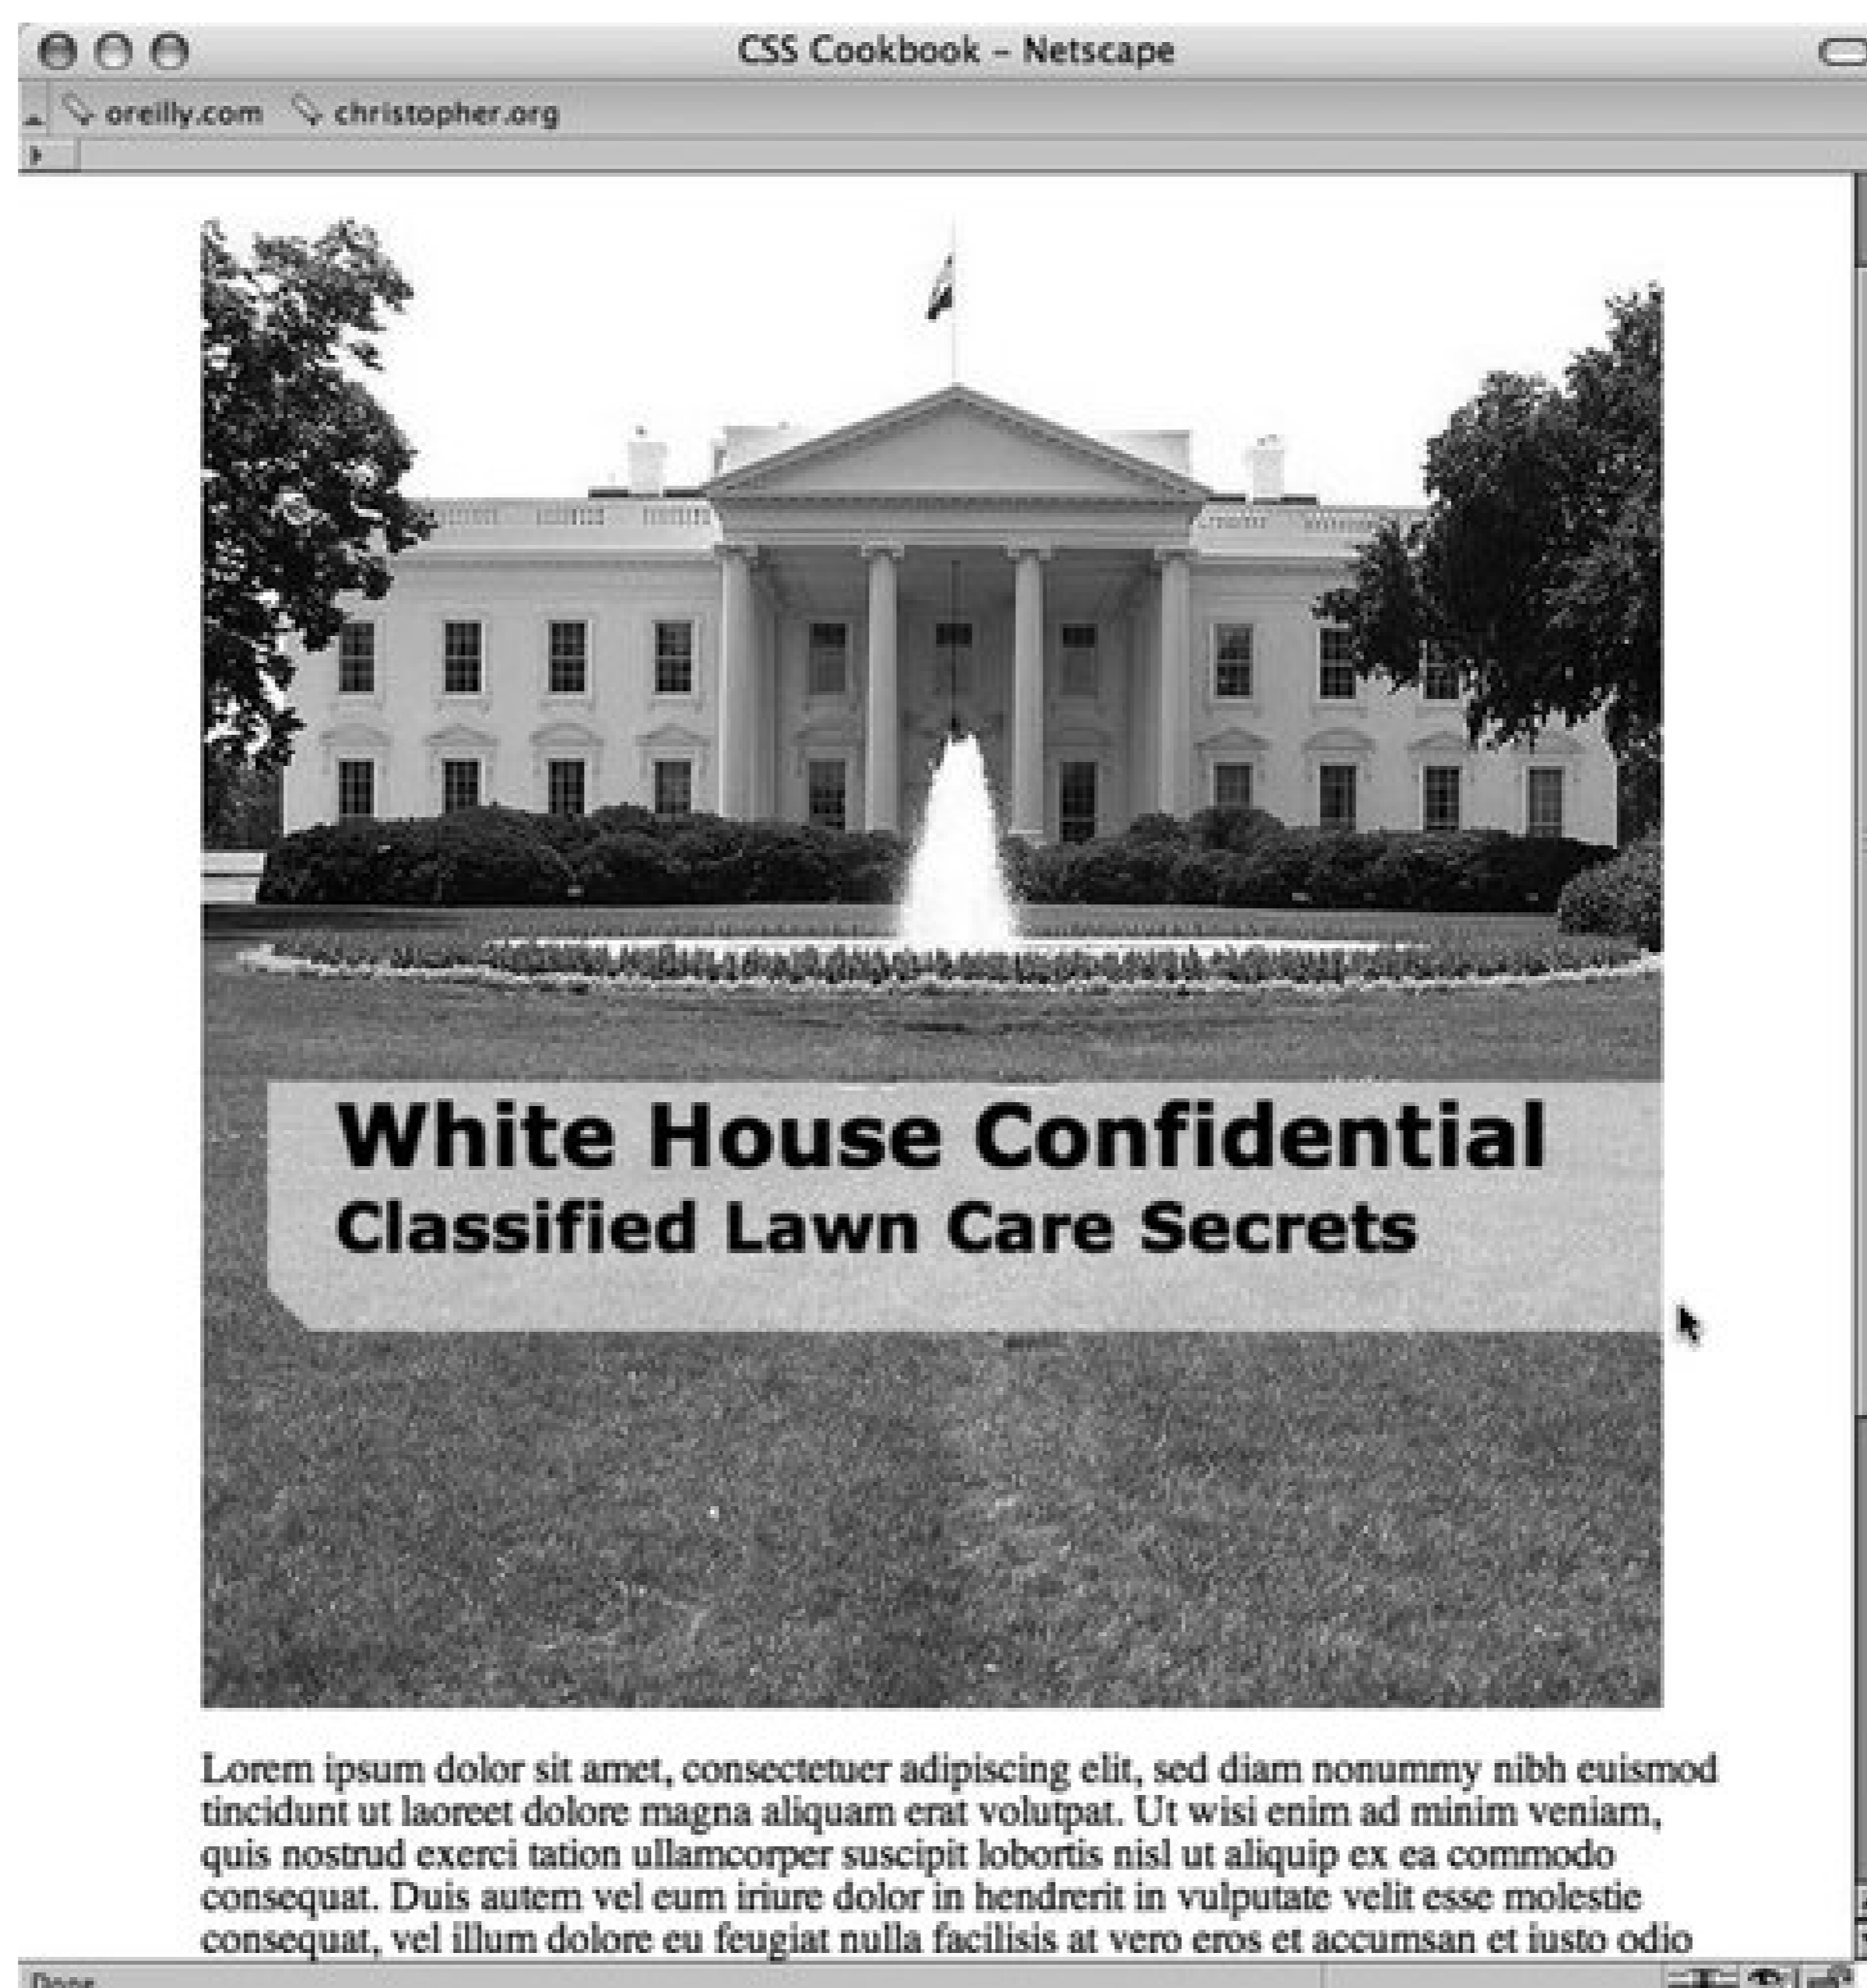 CSS Cookbook – Netscape
oreilly.com christopher.org
White House Confidential
Classified Lawn Care Secrets
Lorem ipsum dolor sit amet, consectetuer adipiscing elit, sed diam nonummy nibh euismod
tincidunt ut laoreet dolore magna aliquam erat volutpat. Ut wisi enim ad minim veniam,
quis nostrud exerci tation ullamcorper suscipit lobortis nisl ut aliquip ex ea commodo
consequat. Duis autem vel eum iriure dolor in hendrerit in vulputate velit esse molestie
consequat, vel illum dolore eu feugiat nulla facilisis at vero eros et accumsan et iusto odio
Done